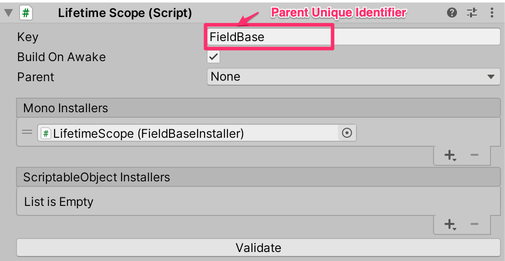 Lifetime Scope (Script)
Parent Unique Identifier
Key
FieldBase
Build On Awake
Parent
None
Mono Installers
# LifetimeScope (FieldBaseInstaller)
+ −
ScriptableObject Installers
List is Empty
+ −
Validate